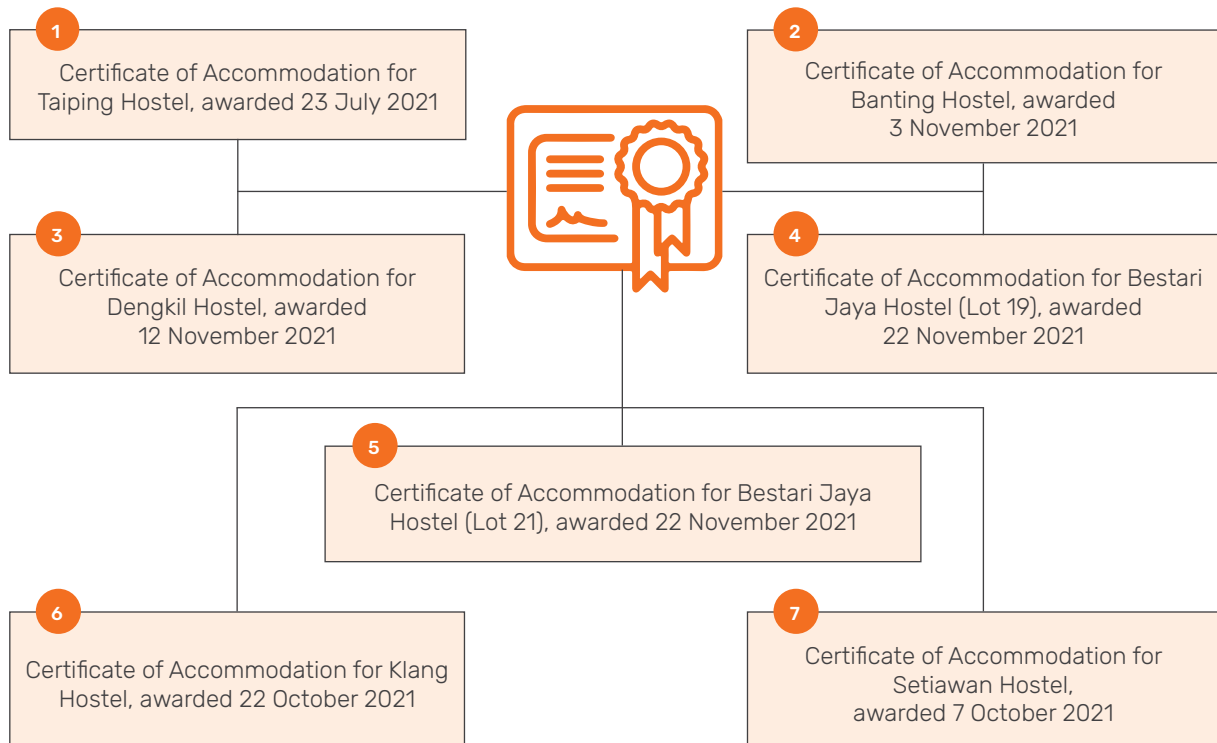 1
Certificate of Accommodation for
Taiping Hostel, awarded 23 July 2021
2
Certificate of Accommodation for
Banting Hostel, awarded
3 November 2021
3
Certificate of Accommodation for
Dengkil Hostel, awarded
12 November 2021
4
Certificate of Accommodation for Bestari
Jaya Hostel (Lot 19), awarded
22 November 2021
5
Certificate of Accommodation for Bestari Jaya
Hostel (Lot 21), awarded 22 November 2021
6
Certificate of Accommodation for Klang
Hostel, awarded 22 October 2021
7
Certificate of Accommodation for
Setiawan Hostel,
awarded 7 October 2021